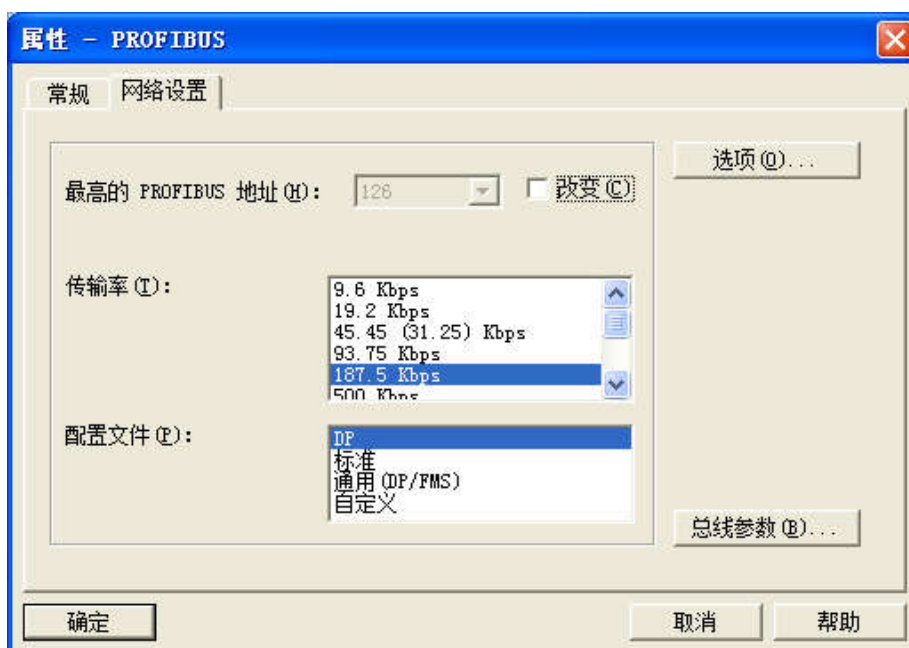 属性 - PROFIBUS
常规 网络设置
选项(O)...
最高的 PROFIBUS 地址(H): 126 改变(C)
传输率(T):
9.6 Kbps
19.2 Kbps
45.45 (31.25) Kbps
93.75 Kbps
187.5 Kbps
500 Kbps
配置文件(P):
DP
标准
通用(DP/FMS)
自定义
总线参数(B)...
确定 取消 帮助